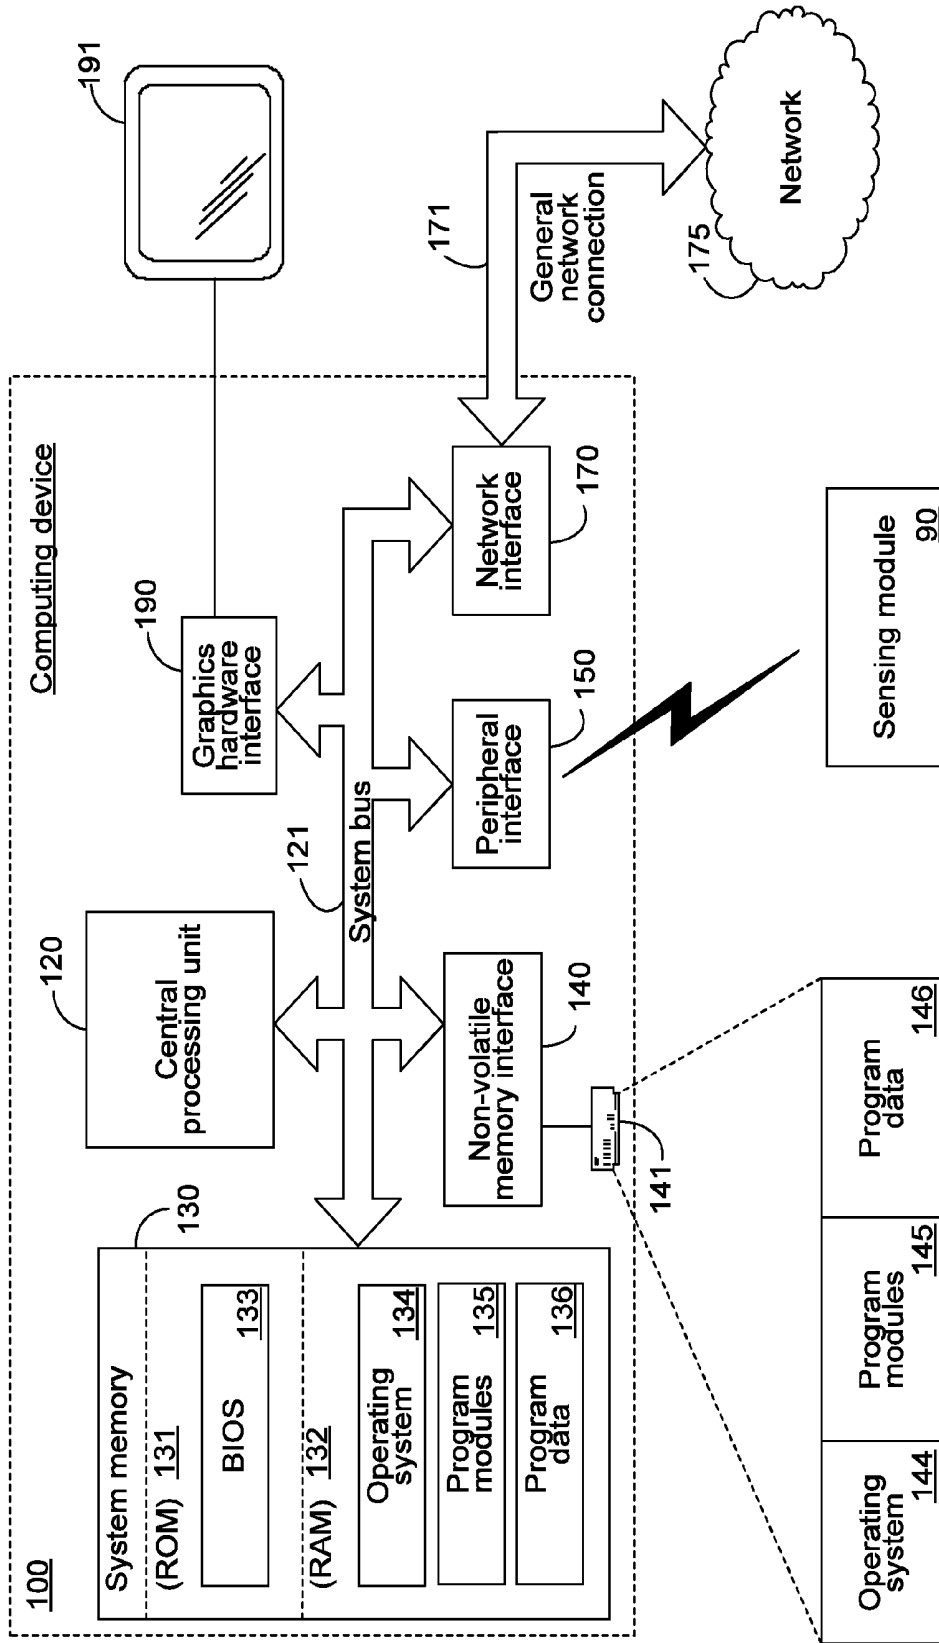 100
Computing device
System memory
130
(ROM) 131
BIOS
133
(RAM) 132
Operating
system
134
Program
modules
135
Program
data
136
120
Central
processing unit
121
System bus
190
Graphics
hardware
interface
191
Non-volatile
memory interface
140
141
Peripheral
interface
150
Network
interface
170
171
General
network
connection
175
Network
Operating
system
144
Program
modules
145
Program
data
146
Sensing module
90